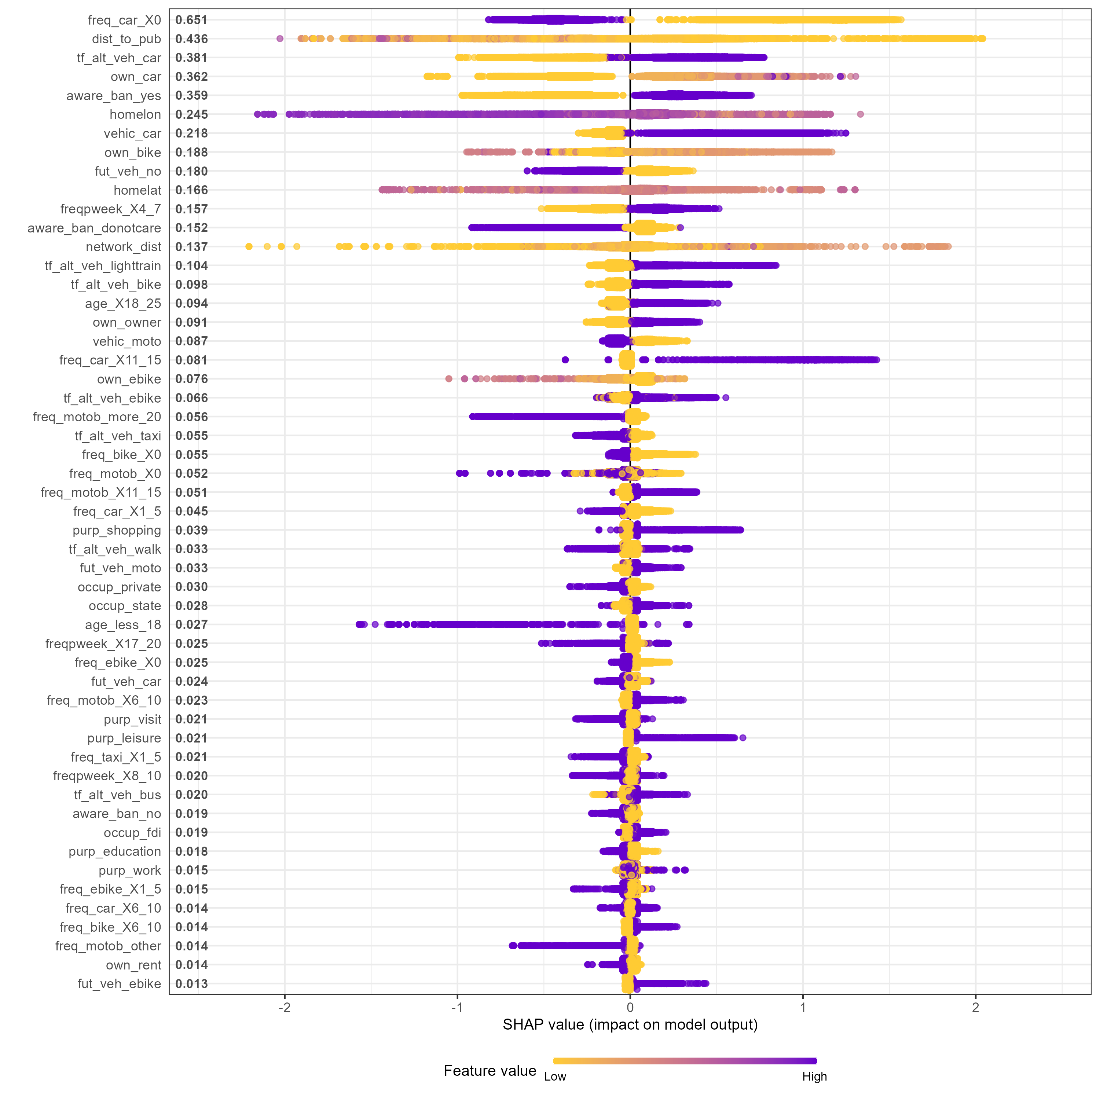 freq_car_X0 0.651
dist_to_pub 0.436
tf_alt_veh_car 0.381
own_car 0.362
aware_ban_yes 0.359
homelon 0.245
vehic_car 0.218
own_bike 0.188
fut_veh_no 0.180
homelat 0.166
freqpweek_X4_7 0.157
aware_ban_donotcare 0.152
network_dist 0.137
tf_alt_veh_lighttrain 0.104
tf_alt_veh_bike 0.098
age_X18_25 0.094
own_owner 0.091
vehic_moto 0.087
freq_car_X11_15 0.081
own_ebike 0.076
tf_alt_veh_ebike 0.066
freq_motob_more_20 0.056
tf_alt_veh_taxi 0.055
freq_bike_X0 0.055
freq_motob_X0 0.052
freq_motob_X11_15 0.051
freq_car_X1_5 0.045
purp_shopping 0.039
tf_alt_veh_walk 0.033
fut_veh_moto 0.033
occup_private 0.030
occup_state 0.028
age_less_18 0.027
freqpweek_X17_20 0.025
freq_ebike_X0 0.025
fut_veh_car 0.024
freq_motob_X6_10 0.023
purp_visit 0.021
purp_leisure 0.021
freq_taxi_X1_5 0.021
freqpweek_X8_10 0.020
tf_alt_veh_bus 0.020
aware_ban_no 0.019
occup_fdi 0.019
purp_education 0.018
purp_work 0.015
freq_ebike_X1_5 0.015
freq_car_X6_10 0.014
freq_bike_X6_10 0.014
freq_motob_other 0.014
own_rent 0.014
fut_veh_ebike 0.013
-2 -1 0 1 2
SHAP value (impact on model output)
Feature value Low High